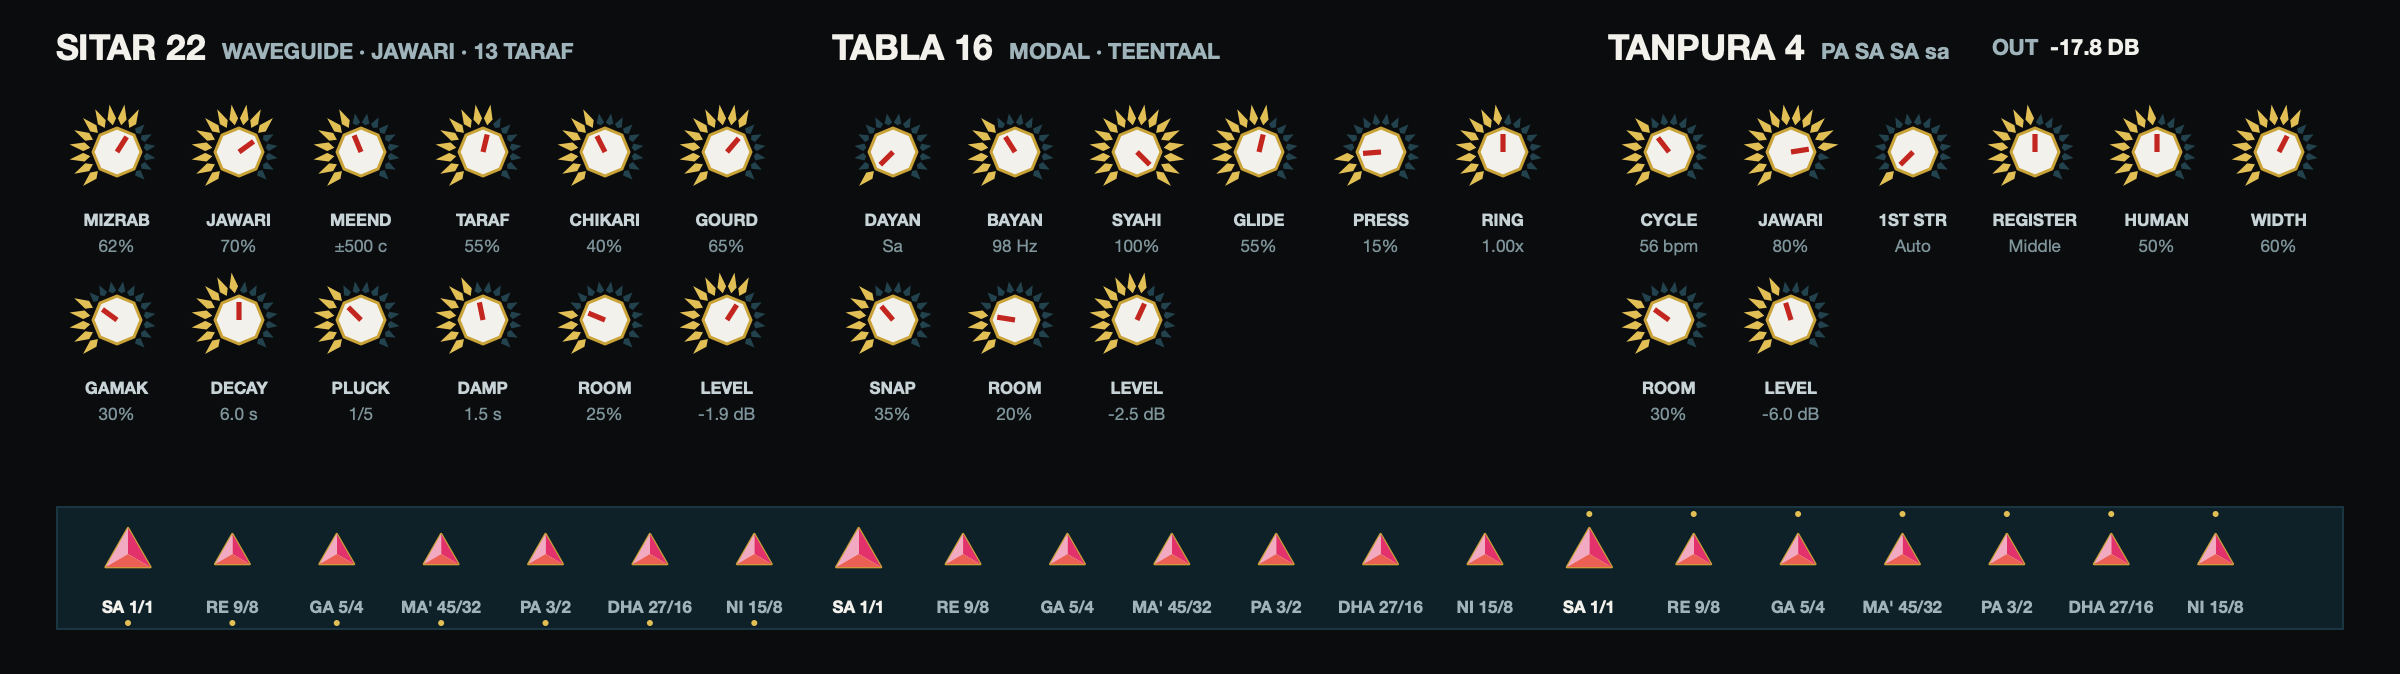 SITAR 22 WAVEGUIDE · JAWARI · 13 TARAF
TABLA 16 MODAL · TEENTAAL
TANPURA 4 PA SA SA sa OUT -17.8 DB
MIZRAB JAWARI MEEND TARAF CHIKARI GOURD
62% 70% ±500 c 55% 40% 65%
GAMAK DECAY PLUCK DAMP ROOM LEVEL
30% 6.0 s 1/5 1.5 s 25% -1.9 dB
DAYAN BAYAN SYAHI GLIDE PRESS RING
Sa 98 Hz 100% 55% 15% 1.00x
SNAP ROOM LEVEL
35% 20% -2.5 dB
CYCLE JAWARI 1ST STR REGISTER HUMAN WIDTH
56 bpm 80% Auto Middle 50% 60%
ROOM LEVEL
30% -6.0 dB
SA 1/1 RE 9/8 GA 5/4 MA' 45/32 PA 3/2 DHA 27/16 NI 15/8 SA 1/1 RE 9/8 GA 5/4 MA' 45/32 PA 3/2 DHA 27/16 NI 15/8 SA 1/1 RE 9/8 GA 5/4 MA' 45/32 PA 3/2 DHA 27/16 NI 15/8